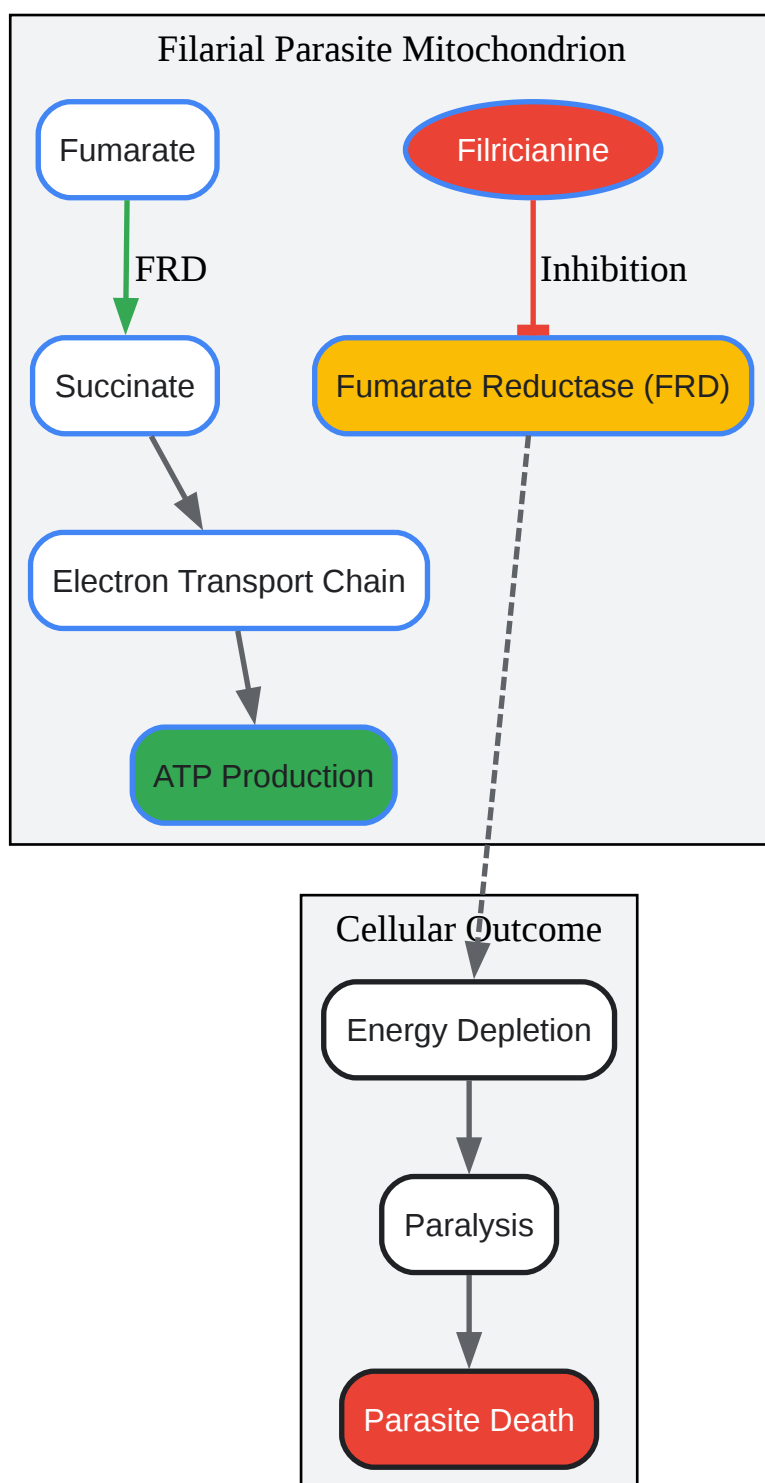 Filarial Parasite Mitochondrion
Fumarate
Filricianine
FRD
Inhibition
Succinate
Fumarate Reductase (FRD)
Electron Transport Chain
ATP Production
Cellular Outcome
Energy Depletion
Paralysis
Parasite Death